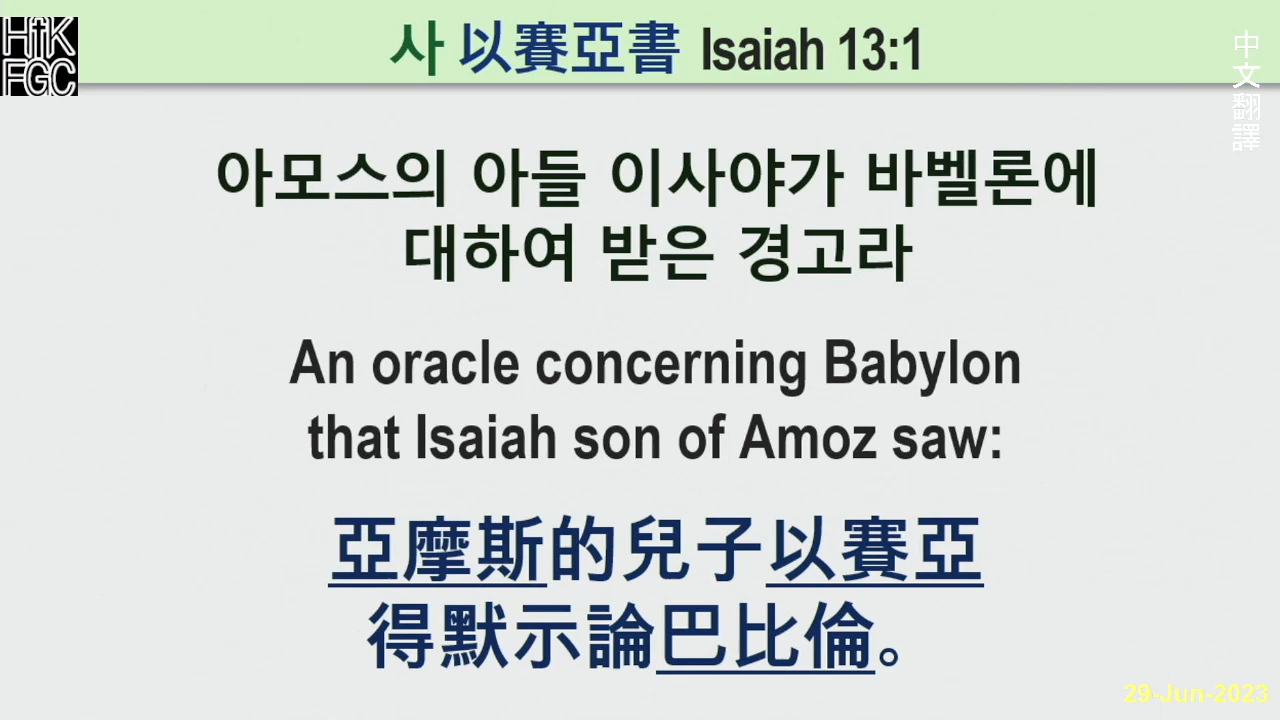 HfK
FGC
사 以賽亞書 Isaiah 13:1
中文翻譯
아모스의 아들 이사야가 바벨론에
대하여 받은 경고라
An oracle concerning Babylon
that Isaiah son of Amoz saw:
亞摩斯的兒子以賽亞
得默示論巴比倫。
29-Jun-2023